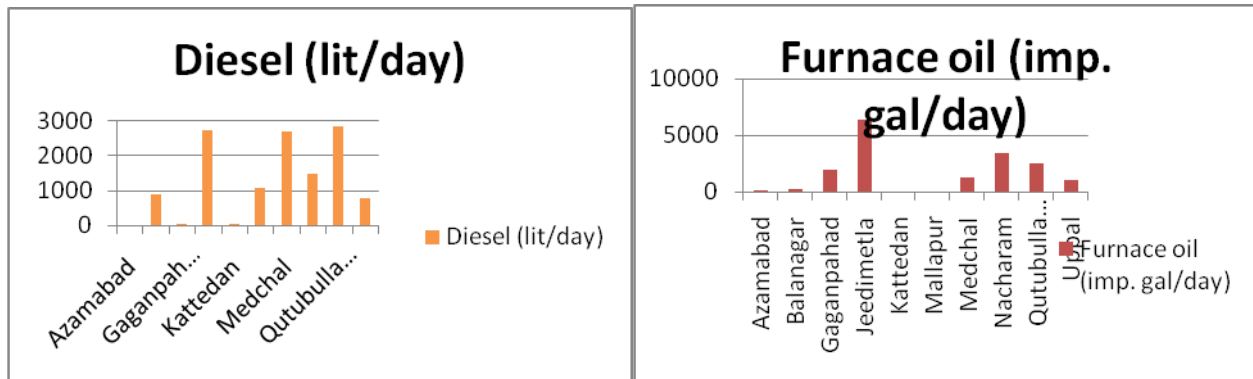 Diesel (lit/day)
3000
2000
1000
0
Azamabad
Gaganpah...
Kattedan
Medchal
Qutubulla...
Diesel (lit/day)
Furnace oil (imp.
gal/day)
10000
5000
0
Azamabad
Balanagar
Gaganpahad
Jeedimetla
Kattedan
Mallapur
Medchal
Nacharam
Qutubulla...
Uppal
Furnace oil
(imp. gal/day)